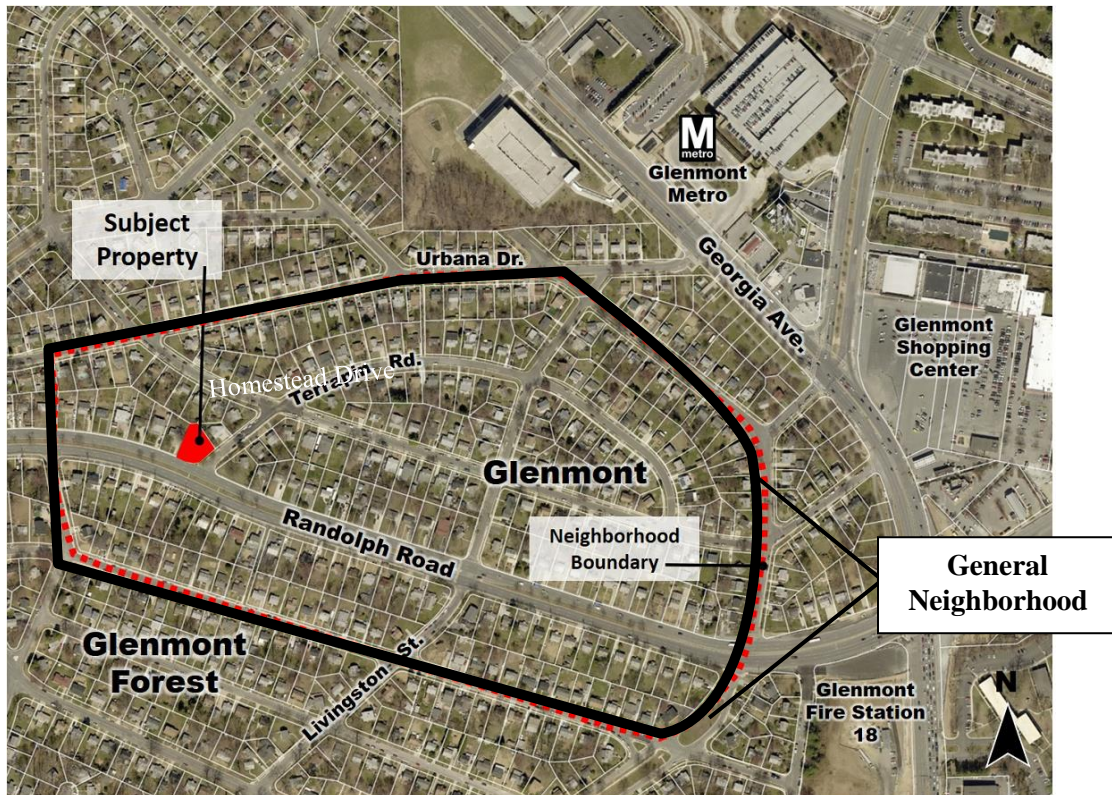 M
metro
Glenmont
Metro
Subject
Property
Urbana Dr.
Georgia Ave.
Glenmont
Shopping
Center
Homestead Drive
Terrapin Rd.
Glenmont
Randolph Road
Neighborhood
Boundary
General
Neighborhood
Glenmont
Forest
Livingston St.
Glenmont
Fire Station
18
N